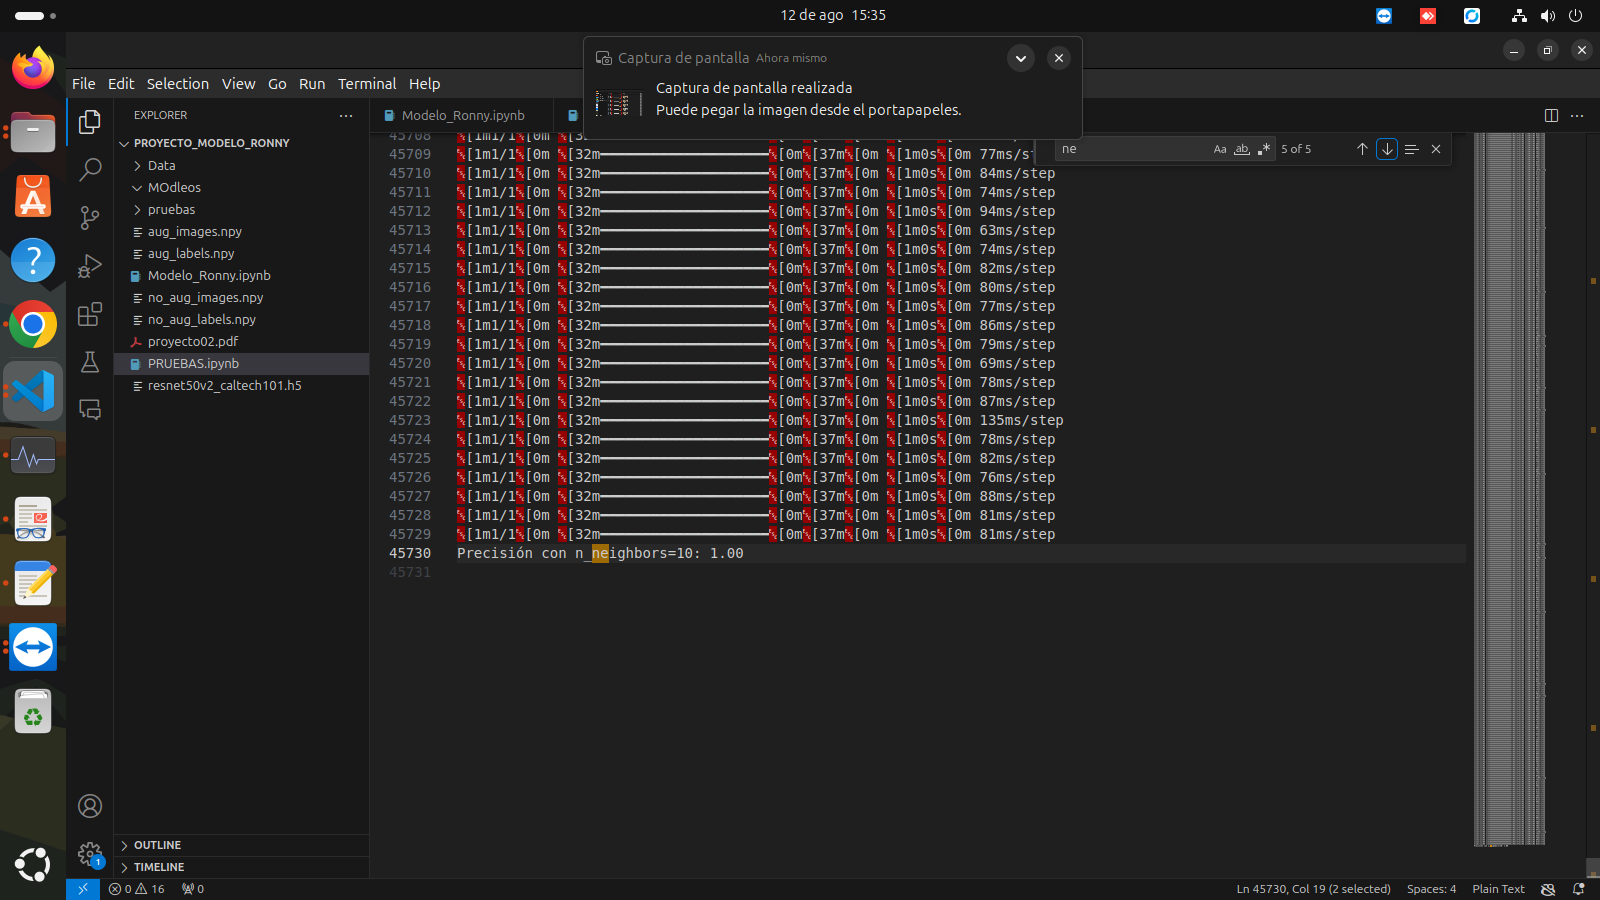 12 de ago 15:35
Captura de pantalla Ahora mismo
Captura de pantalla realizada
Puede pegar la imagen desde el portapapeles.
File Edit Selection View Go Run Terminal Help
EXPLORER
PROYECTO_MODELO_RONNY
Data
MOdleos
pruebas
aug_images.npy
aug_labels.npy
Modelo_Ronny.ipynb
no_aug_images.npy
no_aug_labels.npy
proyecto02.pdf
PRUEBAS.ipynb
resnet50v2_caltech101.h5
OUTLINE
TIMELINE
Modelo_Ronny.ipynb
ne
Aa ab 5 of 5
45708 [1m1/1[0m [3
45709 [1m1/1[0m [32m━━━━━━━━━━━━━━━━━━━━[0m[37m[0m [1m0s[0m 77ms/st
45710 [1m1/1[0m [32m━━━━━━━━━━━━━━━━━━━━[0m[37m[0m [1m0s[0m 84ms/step
45711 [1m1/1[0m [32m━━━━━━━━━━━━━━━━━━━━[0m[37m[0m [1m0s[0m 74ms/step
45712 [1m1/1[0m [32m━━━━━━━━━━━━━━━━━━━━[0m[37m[0m [1m0s[0m 94ms/step
45713 [1m1/1[0m [32m━━━━━━━━━━━━━━━━━━━━[0m[37m[0m [1m0s[0m 63ms/step
45714 [1m1/1[0m [32m━━━━━━━━━━━━━━━━━━━━[0m[37m[0m [1m0s[0m 74ms/step
45715 [1m1/1[0m [32m━━━━━━━━━━━━━━━━━━━━[0m[37m[0m [1m0s[0m 82ms/step
45716 [1m1/1[0m [32m━━━━━━━━━━━━━━━━━━━━[0m[37m[0m [1m0s[0m 80ms/step
45717 [1m1/1[0m [32m━━━━━━━━━━━━━━━━━━━━[0m[37m[0m [1m0s[0m 77ms/step
45718 [1m1/1[0m [32m━━━━━━━━━━━━━━━━━━━━[0m[37m[0m [1m0s[0m 86ms/step
45719 [1m1/1[0m [32m━━━━━━━━━━━━━━━━━━━━[0m[37m[0m [1m0s[0m 79ms/step
45720 [1m1/1[0m [32m━━━━━━━━━━━━━━━━━━━━[0m[37m[0m [1m0s[0m 69ms/step
45721 [1m1/1[0m [32m━━━━━━━━━━━━━━━━━━━━[0m[37m[0m [1m0s[0m 78ms/step
45722 [1m1/1[0m [32m━━━━━━━━━━━━━━━━━━━━[0m[37m[0m [1m0s[0m 87ms/step
45723 [1m1/1[0m [32m━━━━━━━━━━━━━━━━━━━━[0m[37m[0m [1m0s[0m 135ms/step
45724 [1m1/1[0m [32m━━━━━━━━━━━━━━━━━━━━[0m[37m[0m [1m0s[0m 78ms/step
45725 [1m1/1[0m [32m━━━━━━━━━━━━━━━━━━━━[0m[37m[0m [1m0s[0m 82ms/step
45726 [1m1/1[0m [32m━━━━━━━━━━━━━━━━━━━━[0m[37m[0m [1m0s[0m 76ms/step
45727 [1m1/1[0m [32m━━━━━━━━━━━━━━━━━━━━[0m[37m[0m [1m0s[0m 88ms/step
45728 [1m1/1[0m [32m━━━━━━━━━━━━━━━━━━━━[0m[37m[0m [1m0s[0m 81ms/step
45729 [1m1/1[0m [32m━━━━━━━━━━━━━━━━━━━━[0m[37m[0m [1m0s[0m 81ms/step
45730 Precisión con n_neighbors=10: 1.00
45731
1
0 16 0
Ln 45730, Col 19 (2 selected) Spaces: 4 Plain Text